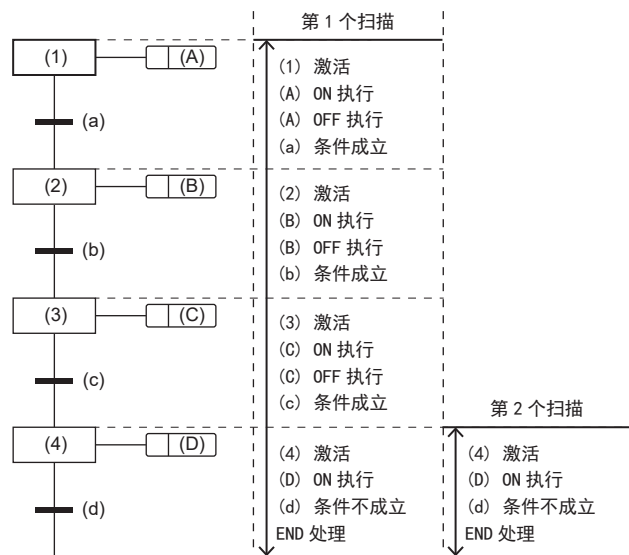 第 1 个扫描
(1)
(A)
(1) 激活
(A) ON 执行
(A) OFF 执行
(a) 条件成立
(a)
(2)
(B)
(2) 激活
(B) ON 执行
(B) OFF 执行
(b) 条件成立
(b)
(3)
(C)
(3) 激活
(C) ON 执行
(C) OFF 执行
(c) 条件成立
(c)
第 2 个扫描
(4)
(D)
(4) 激活
(D) ON 执行
(d) 条件不成立
END 处理
(d)
(4) 激活
(D) ON 执行
(d) 条件不成立
END 处理